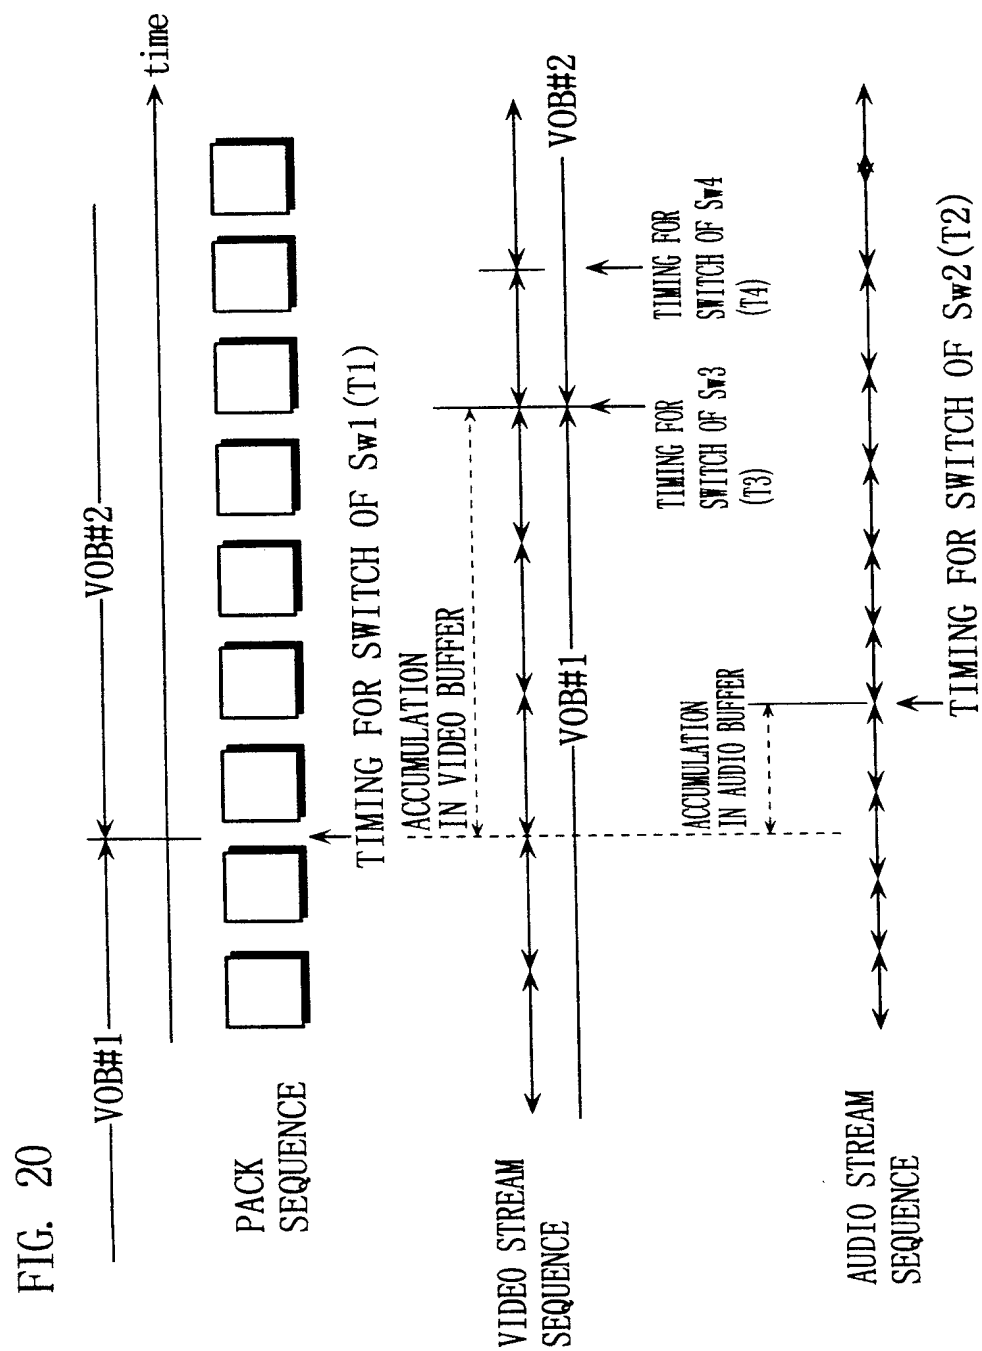 FIG. 20
VOB#1
VOB#2
time
PACK
SEQUENCE
TIMING FOR SWITCH OF Sw1(T1)
ACCUMULATION
IN VIDEO BUFFER
VIDEO STREAM
SEQUENCE
VOB#1
VOB#2
TIMING FOR
SWITCH OF Sw3
(T3)
TIMING FOR
SWITCH OF Sw4
(T4)
ACCUMULATION
IN AUDIO BUFFER
AUDIO STREAM
SEQUENCE
TIMING FOR SWITCH OF Sw2(T2)